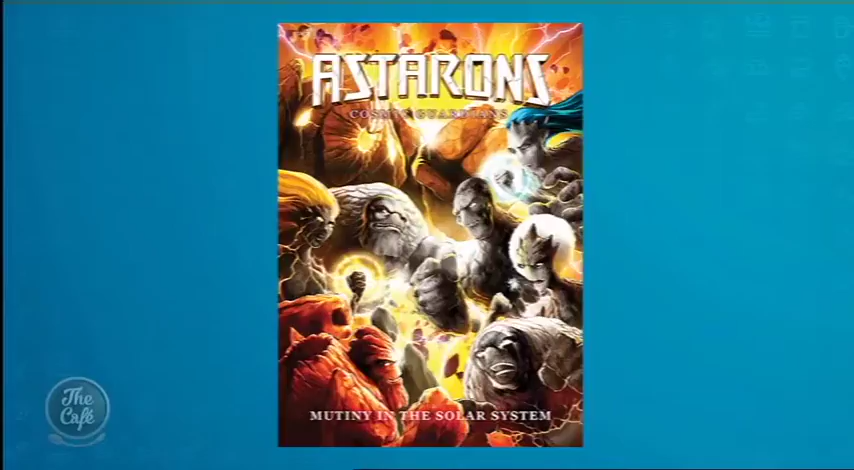 ASTARONS
COSMIC GUARDIANS
MUTINY IN THE SOLAR SYSTEM
The
Café